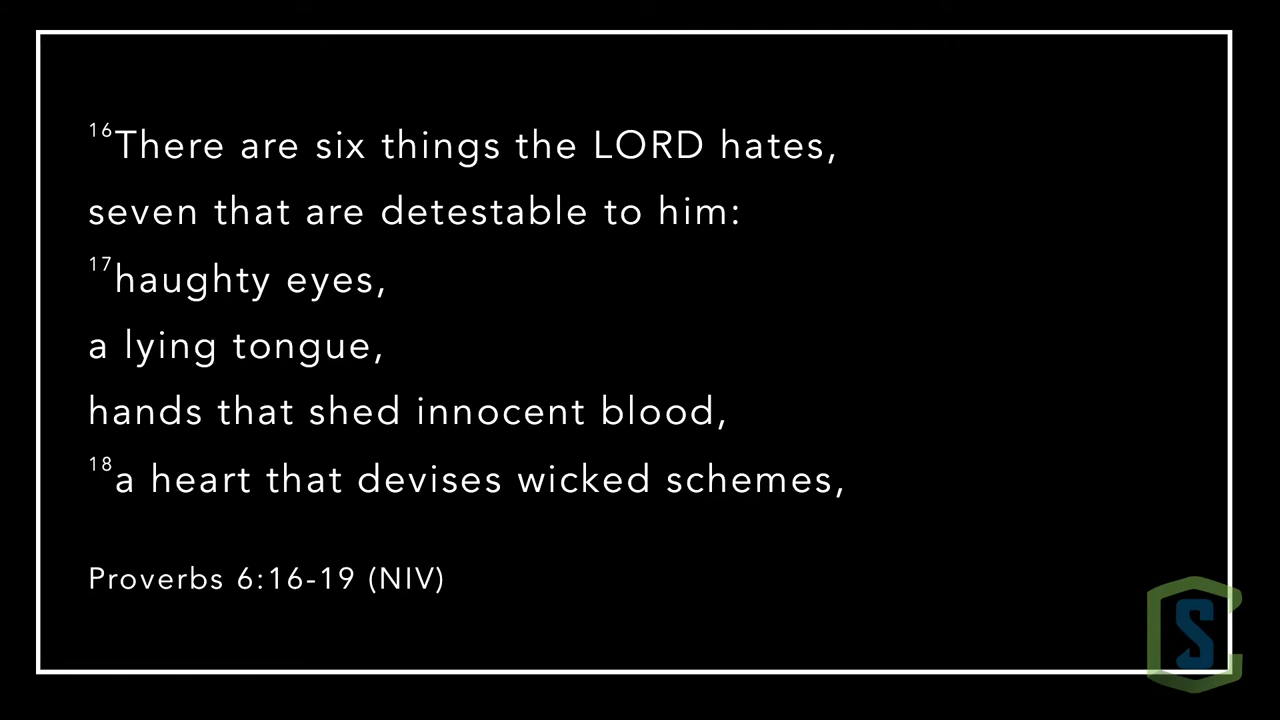 16There are six things the LORD hates,
seven that are detestable to him:
17haughty eyes,
a lying tongue,
hands that shed innocent blood,
18a heart that devises wicked schemes,
Proverbs 6:16-19 (NIV)
CS